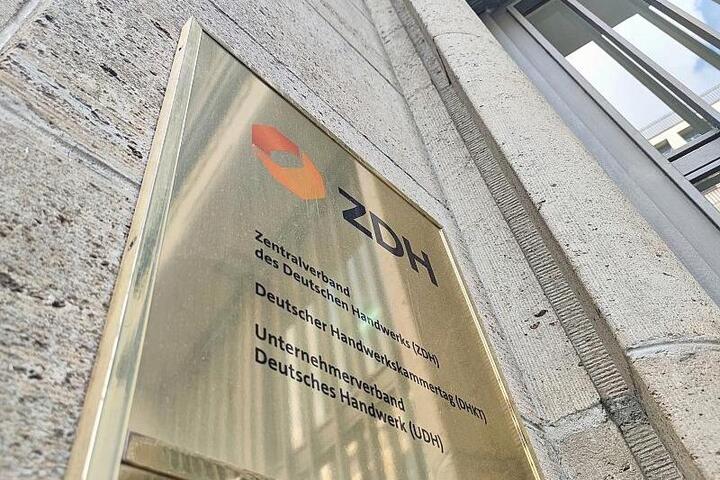 ZDH
Zentralverband
des Deutschen Handwerks (ZDH)
Deutscher Handwerkskammertag (DHKT)
Unternehmerverband
Deutsches Handwerk (UDH)